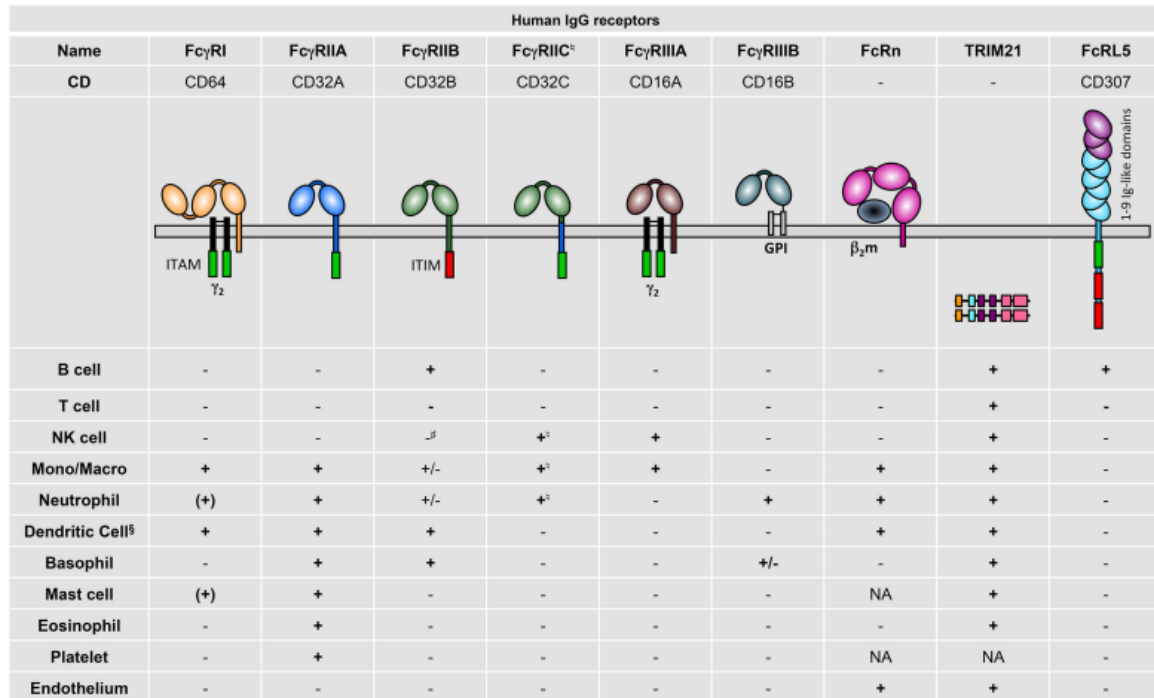 Human IgG receptors
Name FcγRI FcγRIIA FcγRIIB FcγRIIC♮ FcγRIIIA FcγRIIIB FcRn TRIM21 FcRL5
CD CD64 CD32A CD32B CD32C CD16A CD16B - - CD307
1-9 Ig-like domains
ITAM ITIM GPI β₂m
γ₂ γ₂
B cell - - + - - - - + +
T cell - - - - - - - + -
NK cell - - -♯ +♮ + - - + -
Mono/Macro + + +/- +♮ + - + + -
Neutrophil (+) + +/- +♮ - + + + -
Dendritic Cell§ + + + - - - + + -
Basophil - + + - - +/- - + -
Mast cell (+) + - - - - NA + -
Eosinophil - + - - - - - + -
Platelet - + - - - - NA NA -
Endothelium - - - - - - + + -